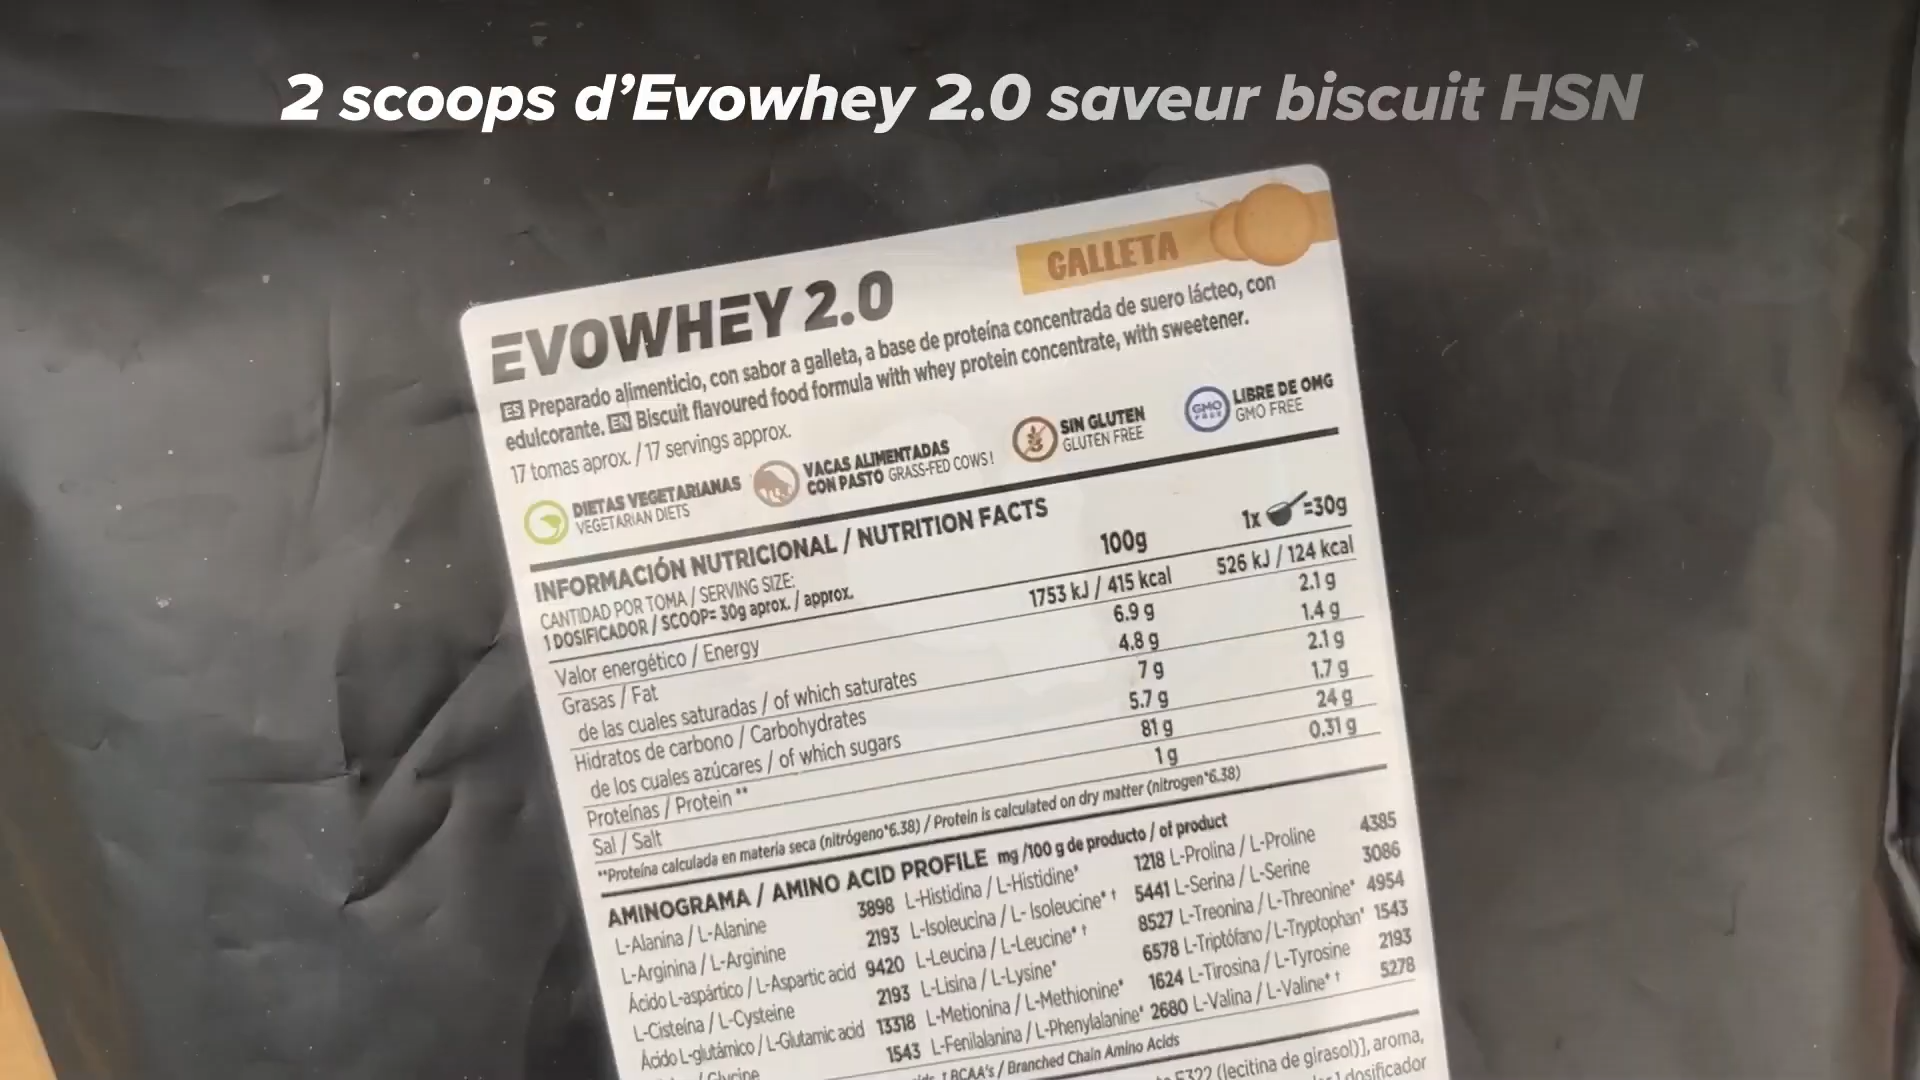 2 scoops d’Evowhey 2.0 saveur biscuit HSN
GALLETA
EVOWHEY 2.0
ES Preparado alimenticio, con sabor a galleta, a base de proteína concentrada de suero lácteo, con
edulcorante. EN Biscuit flavoured food formula with whey protein concentrate, with sweetener.
17 tomas aprox. / 17 servings approx.
DIETAS VEGETARIANAS
VEGETARIAN DIETS
VACAS ALIMENTADAS
CON PASTO GRASS-FED COWS!
SIN GLUTEN
GLUTEN FREE
GMO
FREE
LIBRE DE OMG
GMO FREE
INFORMACIÓN NUTRICIONAL / NUTRITION FACTS
CANTIDAD POR TOMA / SERVING SIZE:
1 DOSIFICADOR / SCOOP= 30g aprox. / approx.
100g 1x =30g
Valor energético / Energy 1753 kJ / 415 kcal 526 kJ / 124 kcal
Grasas / Fat 6.9 g 2.1 g
de las cuales saturadas / of which saturates 4.8 g 1.4 g
Hidratos de carbono / Carbohydrates 7 g 2.1 g
de los cuales azúcares / of which sugars 5.7 g 1.7 g
Proteínas / Protein ** 81 g 24 g
Sal / Salt 1 g 0.31 g
**Proteína calculada en materia seca (nitrógeno*6.38) / Protein is calculated on dry matter (nitrogen*6.38)
AMINOGRAMA / AMINO ACID PROFILE mg /100 g de producto / of product
L-Alanina / L-Alanine 3898 L-Histidina / L-Histidine* 1218 L-Prolina / L-Proline 4385
L-Arginina / L-Arginine 2193 L-Isoleucina / L- Isoleucine* † 5441 L-Serina / L-Serine 3086
Ácido L-aspártico / L-Aspartic acid 9420 L-Leucina / L-Leucine* † 8527 L-Treonina / L-Threonine* 4954
L-Cisteína / L-Cysteine 2193 L-Lisina / L-Lysine* 6578 L-Triptófano / L-Tryptophan* 1543
Ácido L-glutámico / L-Glutamic acid 13318 L-Metionina / L-Methionine* 1624 L-Tirosina / L-Tyrosine 2193
/ Glycine 1543 L-Fenilalanina / L-Phenylalanine* 2680 L-Valina / L-Valine* † 5278
† BCAA's / Branched Chain Amino Acids
E322 (lecitina de girasol)], aroma,
dosificador